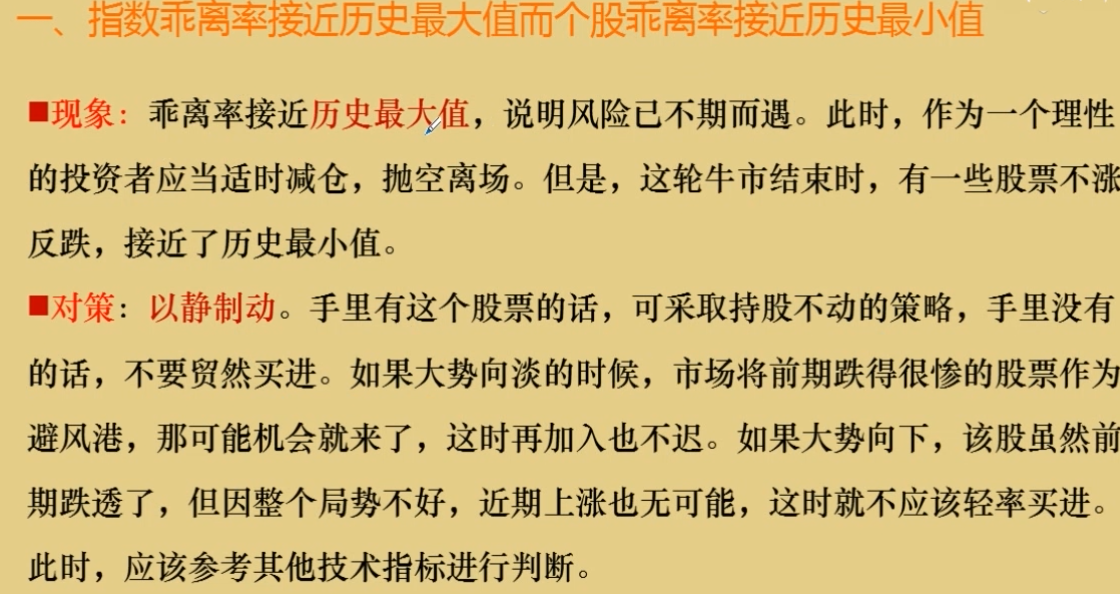 一、指数乖离率接近历史最大值而个股乖离率接近历史最小值
■现象：乖离率接近历史最大值，说明风险已不期而遇。此时，作为一个理性
的投资者应当适时减仓，抛空离场。但是，这轮牛市结束时，有一些股票不涨
反跌，接近了历史最小值。
■对策：以静制动。手里有这个股票的话，可采取持股不动的策略，手里没有
的话，不要贸然买进。如果大势向淡的时候，市场将前期跌得很惨的股票作为
避风港，那可能机会就来了，这时再加入也不迟。如果大势向下，该股虽然前
期跌透了，但因整个局势不好，近期上涨也无可能，这时就不应该轻率买进。
此时，应该参考其他技术指标进行判断。